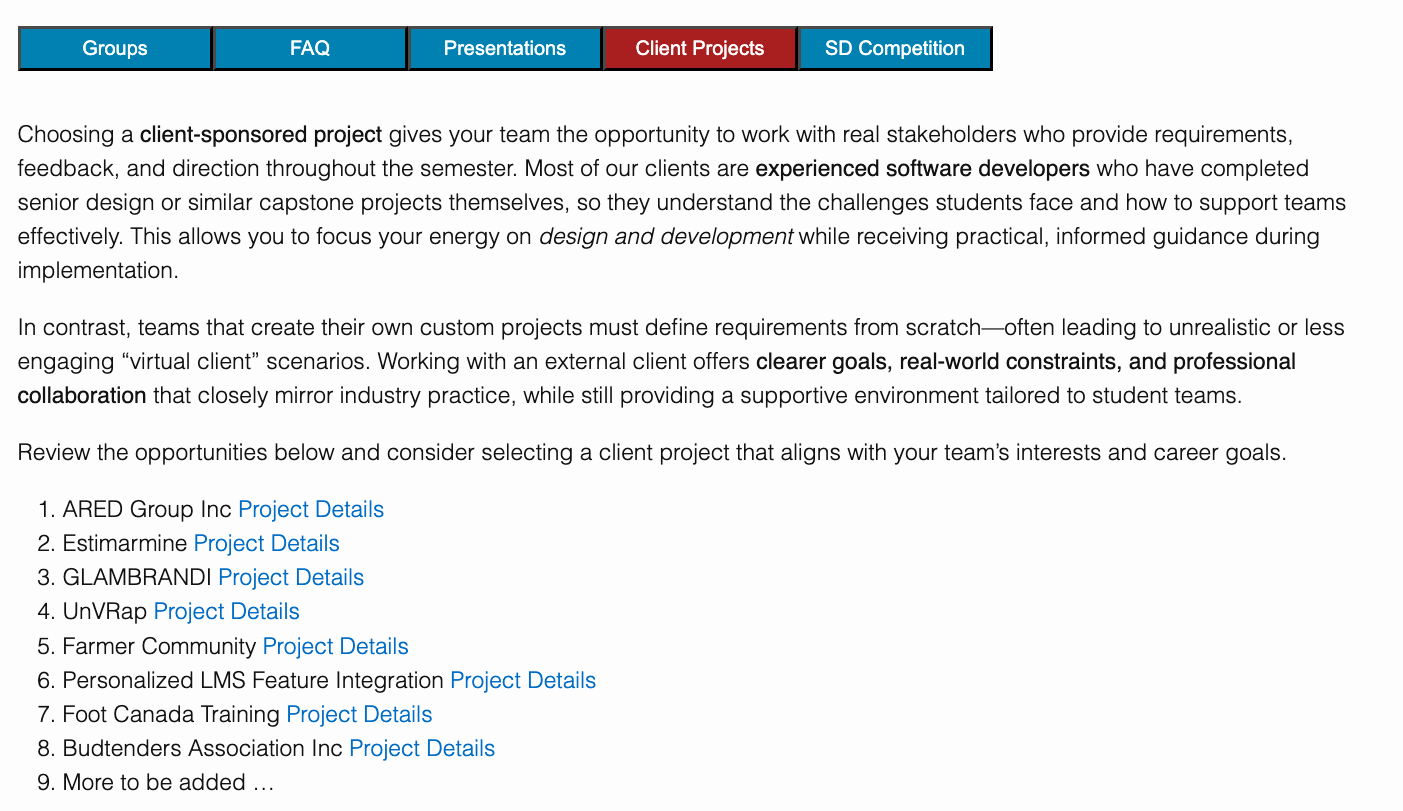 Groups FAQ Presentations Client Projects SD Competition
Choosing a client-sponsored project gives your team the opportunity to work with real stakeholders who provide requirements,
feedback, and direction throughout the semester. Most of our clients are experienced software developers who have completed
senior design or similar capstone projects themselves, so they understand the challenges students face and how to support teams
effectively. This allows you to focus your energy on design and development while receiving practical, informed guidance during
implementation.
In contrast, teams that create their own custom projects must define requirements from scratch—often leading to unrealistic or less
engaging “virtual client” scenarios. Working with an external client offers clearer goals, real-world constraints, and professional
collaboration that closely mirror industry practice, while still providing a supportive environment tailored to student teams.
Review the opportunities below and consider selecting a client project that aligns with your team’s interests and career goals.
1. ARED Group Inc Project Details
2. Estimarmine Project Details
3. GLAMBRANDI Project Details
4. UnVRap Project Details
5. Farmer Community Project Details
6. Personalized LMS Feature Integration Project Details
7. Foot Canada Training Project Details
8. Budtenders Association Inc Project Details
9. More to be added …